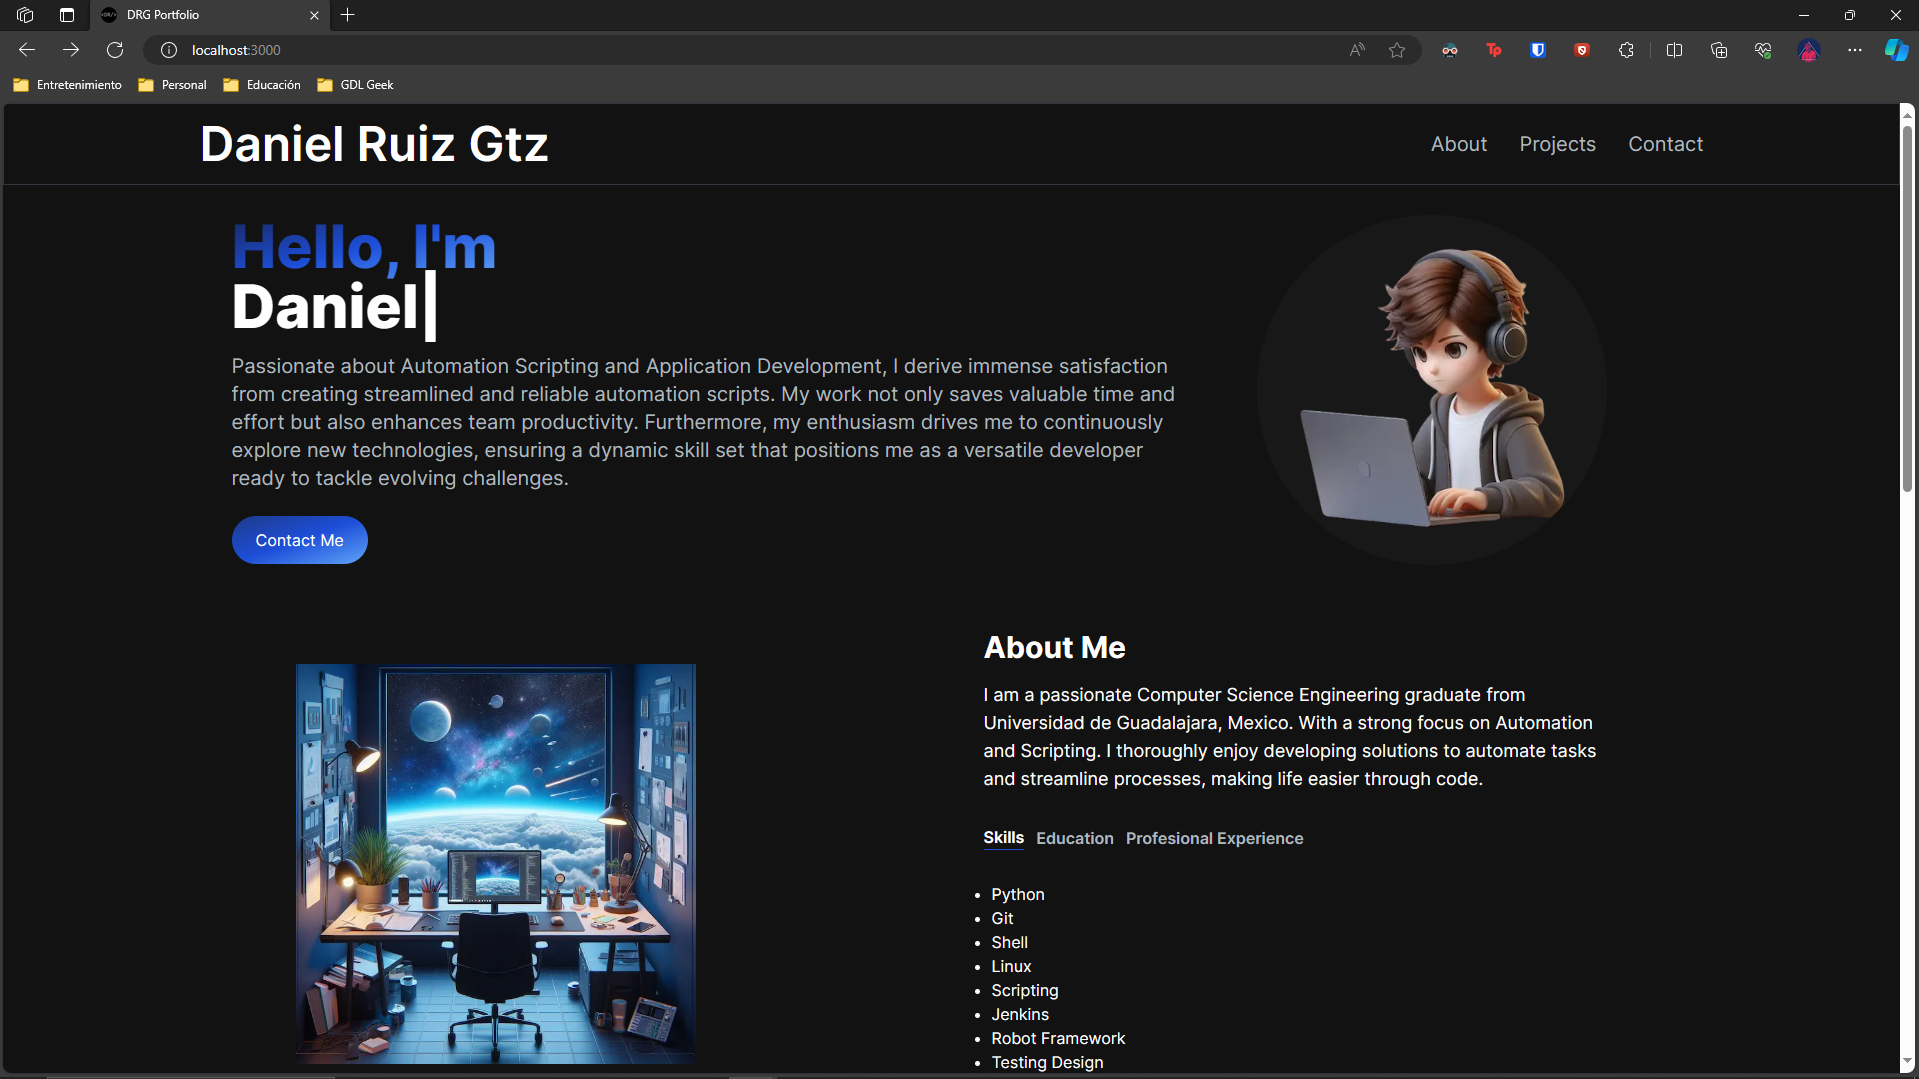 DRG Portfolio
localhost:3000
Entretenimiento
Personal
Educación
GDL Geek
Daniel Ruiz Gtz
About
Projects
Contact
Hello, I'm
Daniel
Passionate about Automation Scripting and Application Development, I derive immense satisfaction
from creating streamlined and reliable automation scripts. My work not only saves valuable time and
effort but also enhances team productivity. Furthermore, my enthusiasm drives me to continuously
explore new technologies, ensuring a dynamic skill set that positions me as a versatile developer
ready to tackle evolving challenges.
Contact Me
About Me
I am a passionate Computer Science Engineering graduate from
Universidad de Guadalajara, Mexico. With a strong focus on Automation
and Scripting. I thoroughly enjoy developing solutions to automate tasks
and streamline processes, making life easier through code.
Skills
Education
Profesional Experience
Python
Git
Shell
Linux
Scripting
Jenkins
Robot Framework
Testing Design